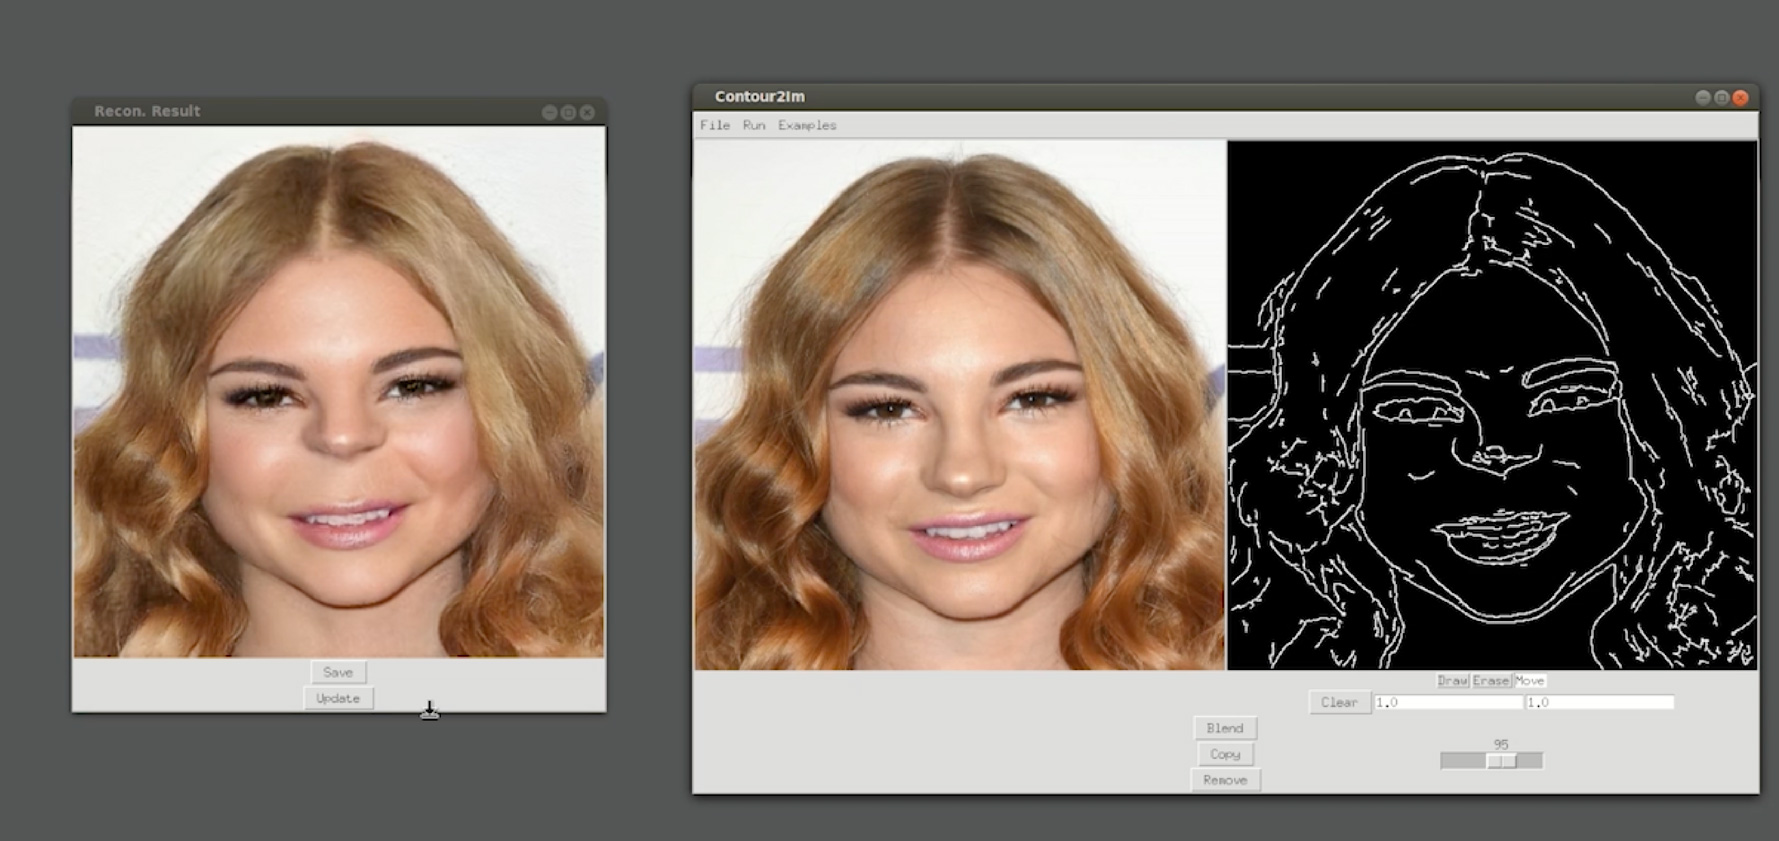 Recon. Result
Save
Update
Contour2Im
File Run Examples
Draw Erase Move
Clear 1.0 1.0
Blend
Copy
Remove
95